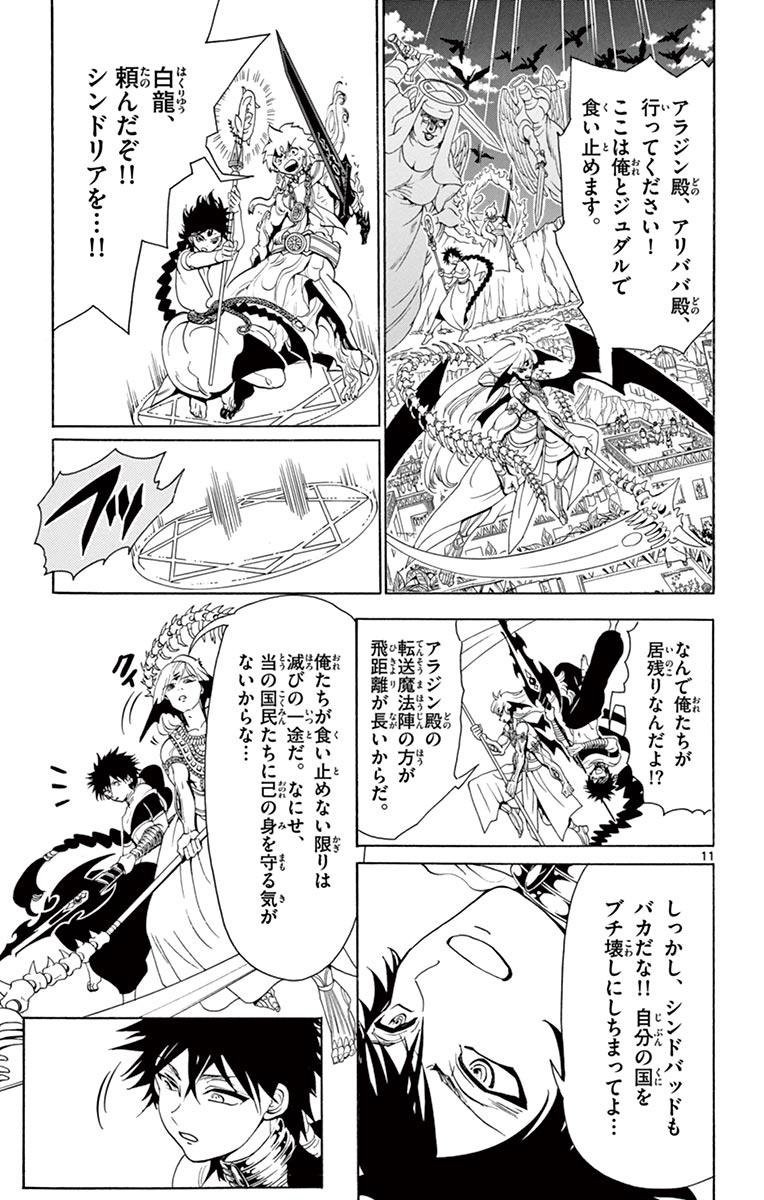 アラジン殿、アリババ殿、
行ってください!
ここは俺とジュダルで
食い止めます。
白龍、
頼んだぞ!!
シンドリアを…!!
フッ
なんで俺たちが
居残りなんだよ!?
アラジン殿の
転送魔法陣の方が
飛距離が長いからだ。
俺たちが食い止めない限りは
滅びの一途だ。なにせ、
当の国民たちに己の身を守る気が
ないからな…
グイ
11
しっかし、シンドバッドも
バカだな!! 自分の国を
ブチ壊しにしちまってよ…